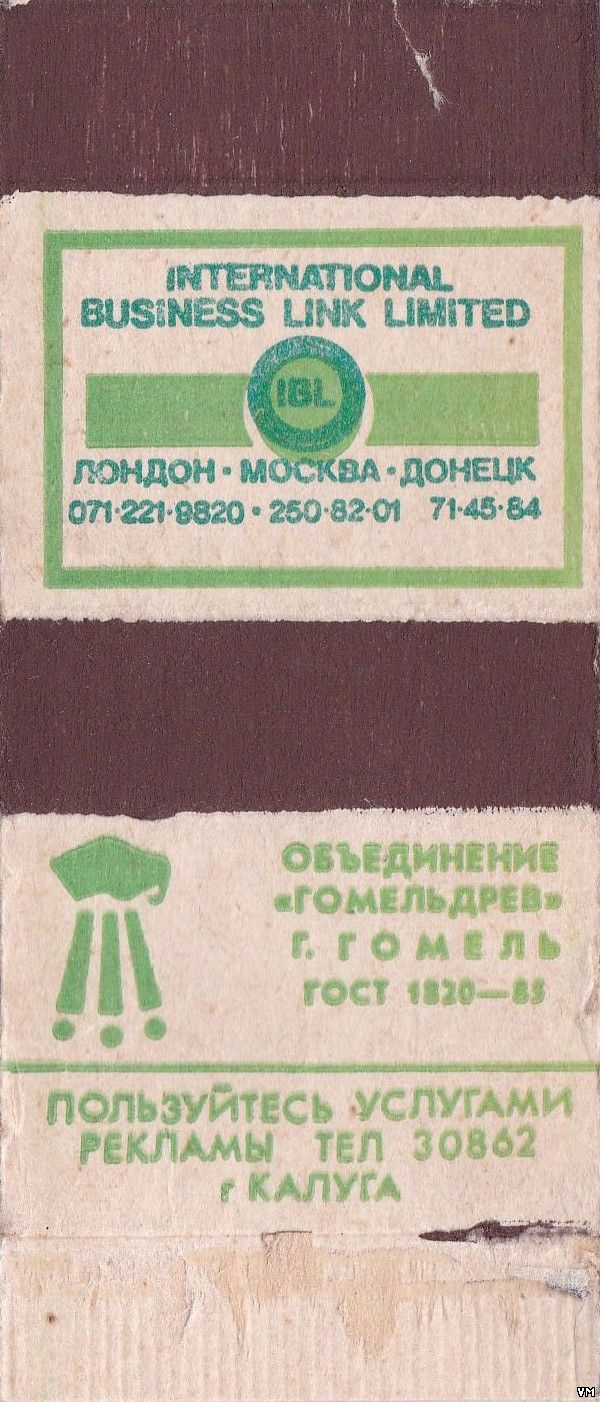 INTERNATIONAL
BUSINESS LINK LIMITED
IBL
ЛОНДОН · МОСКВА · ДОНЕЦК
071·221·9820 · 250·82·01 71·45·84
ОБЪЕДИНЕНИЕ
«ГОМЕЛЬДРЕВ»
Г. ГОМЕЛЬ
ГОСТ 1820—85
ПОЛЬЗУЙТЕСЬ УСЛУГАМИ
РЕКЛАМЫ ТЕЛ 30862
г КАЛУГА
VM